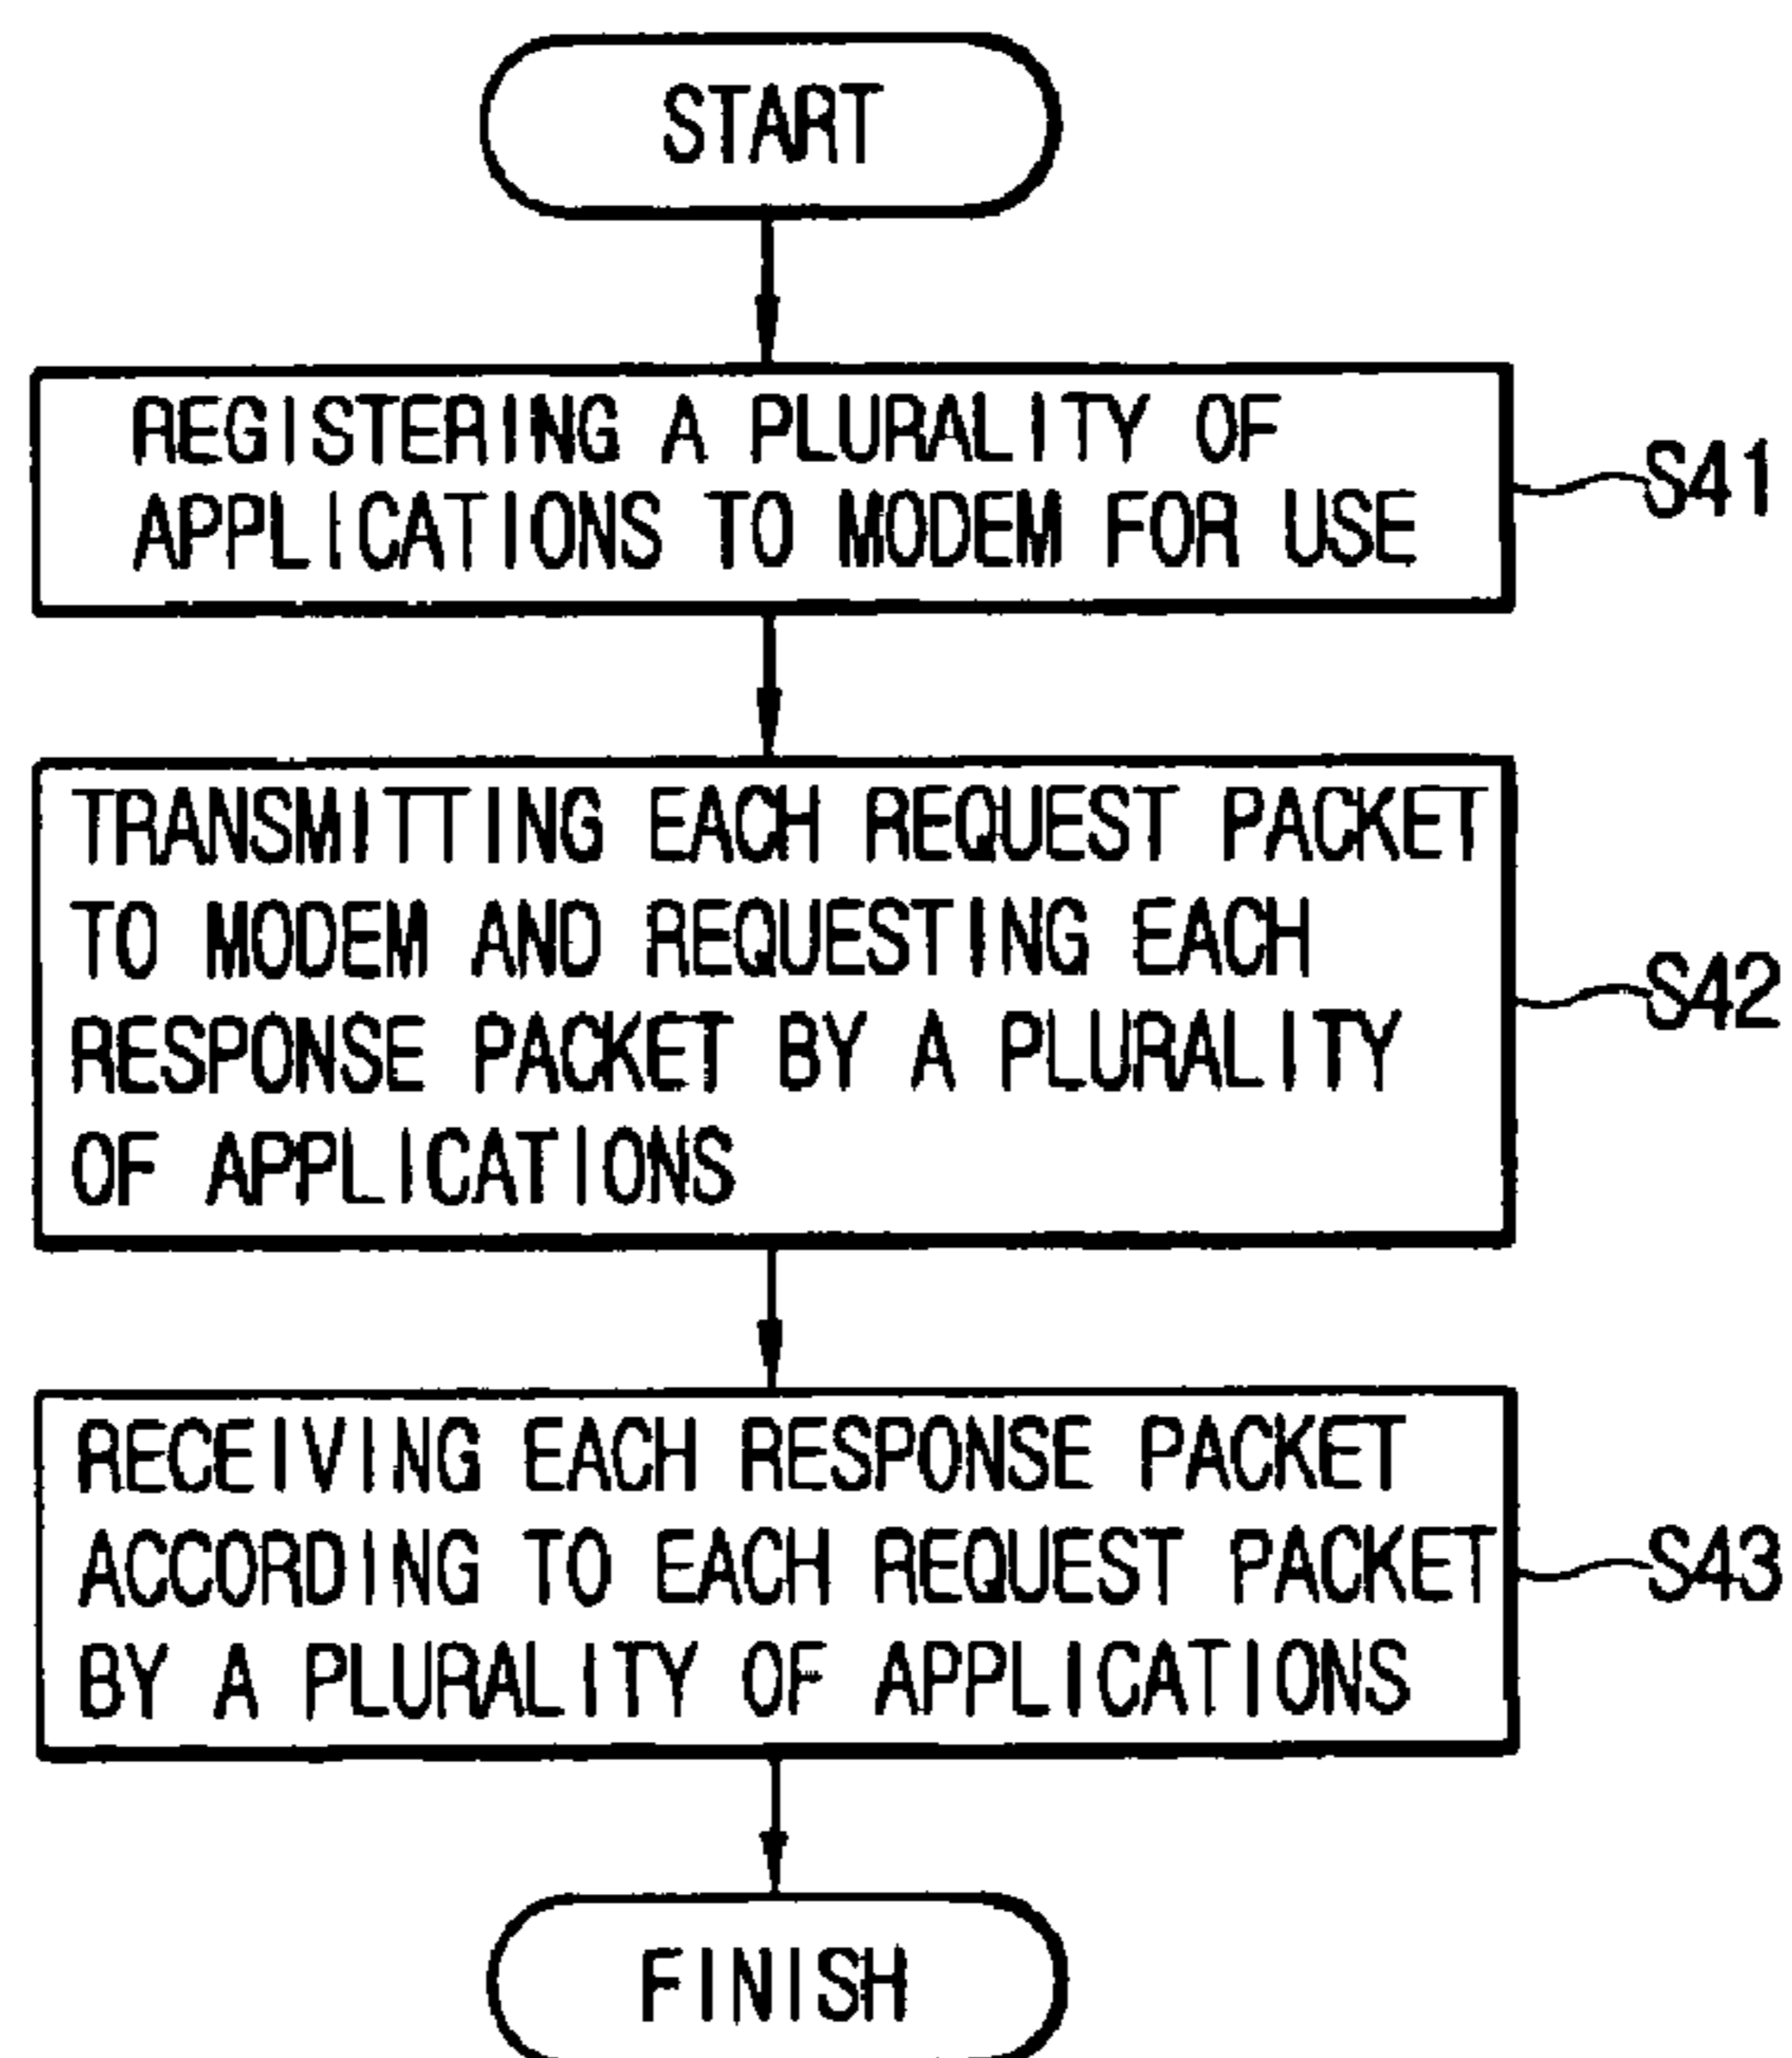 START
REGISTERING A PLURALITY OF
APPLICATIONS TO MODEM FOR USE
S41
TRANSMITTING EACH REQUEST PACKET
TO MODEM AND REQUESTING EACH
RESPONSE PACKET BY A PLURALITY
OF APPLICATIONS
S42
RECEIVING EACH RESPONSE PACKET
ACCORDING TO EACH REQUEST PACKET
BY A PLURALITY OF APPLICATIONS
S43
FINISH